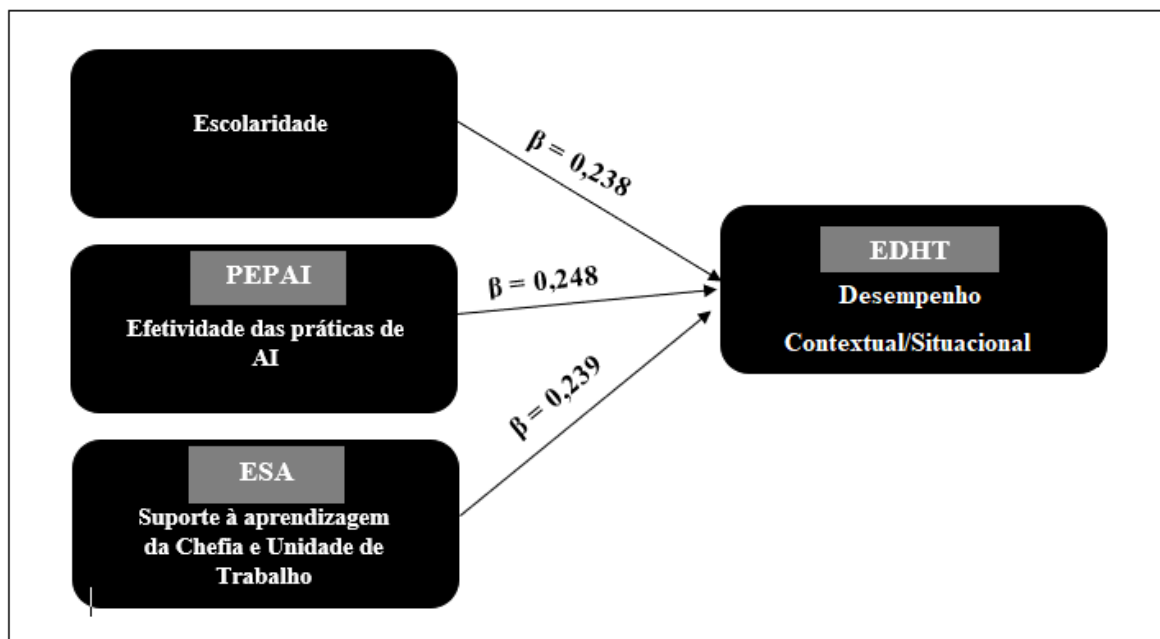 Escolaridade
β = 0,238
PEPAI
Efetividade das práticas de
AI
β = 0,248
ESA
Suporte à aprendizagem
da Chefia e Unidade de
Trabalho
β = 0,239
EDHT
Desempenho
Contextual/Situacional